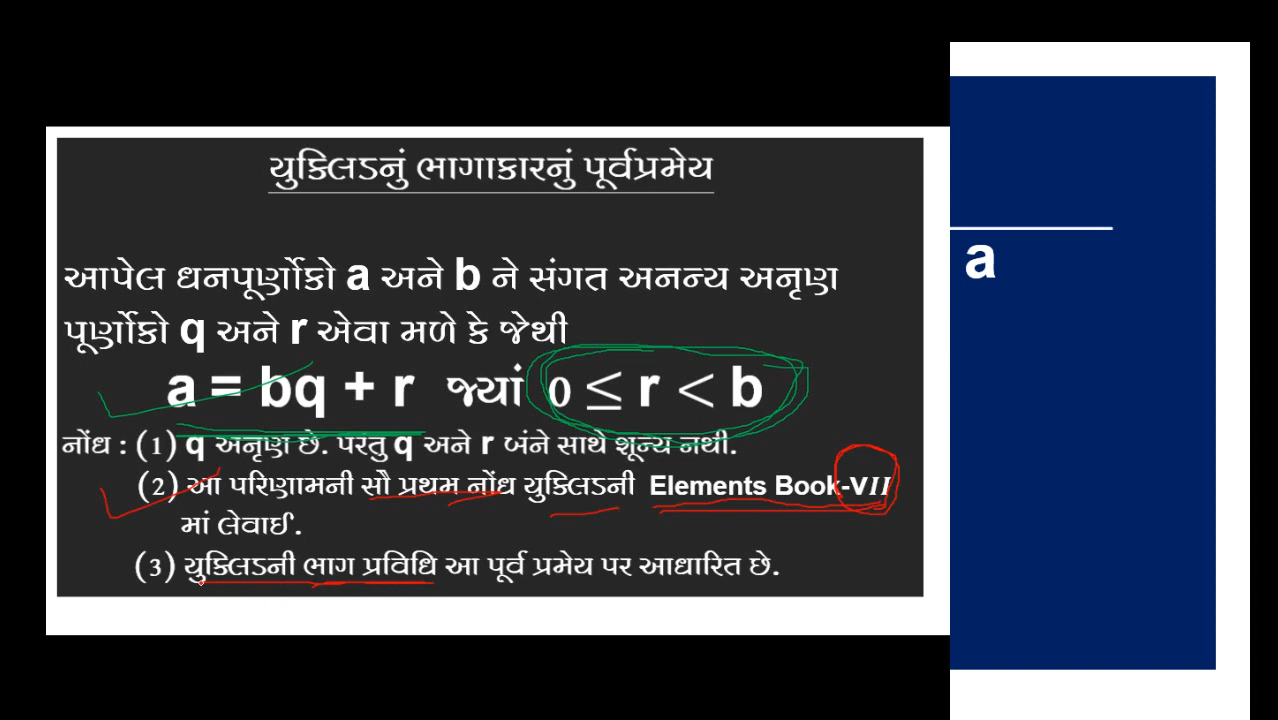 યુક્લિડનું ભાગાકારનું પૂર્વપ્રમેય
આપેલ ધનપૂર્ણાંકો a અને b ને સંગત અનન્ય અનૃણ
પૂર્ણાંકો q અને r એવા મળે કે જેથી
a = bq + r જ્યાં 0 ≤ r < b
નોંધ : (1) q અનૃણ છે. પરંતુ q અને r બંને સાથે શૂન્ય નથી.
(2) આ પરિણામની સૌ પ્રથમ નોંધ યુક્લિડની Elements Book-VII
માં લેવાઈ.
(3) યુક્લિડની ભાગ પ્રવિધિ આ પૂર્વ પ્રમેય પર આધારિત છે.
a